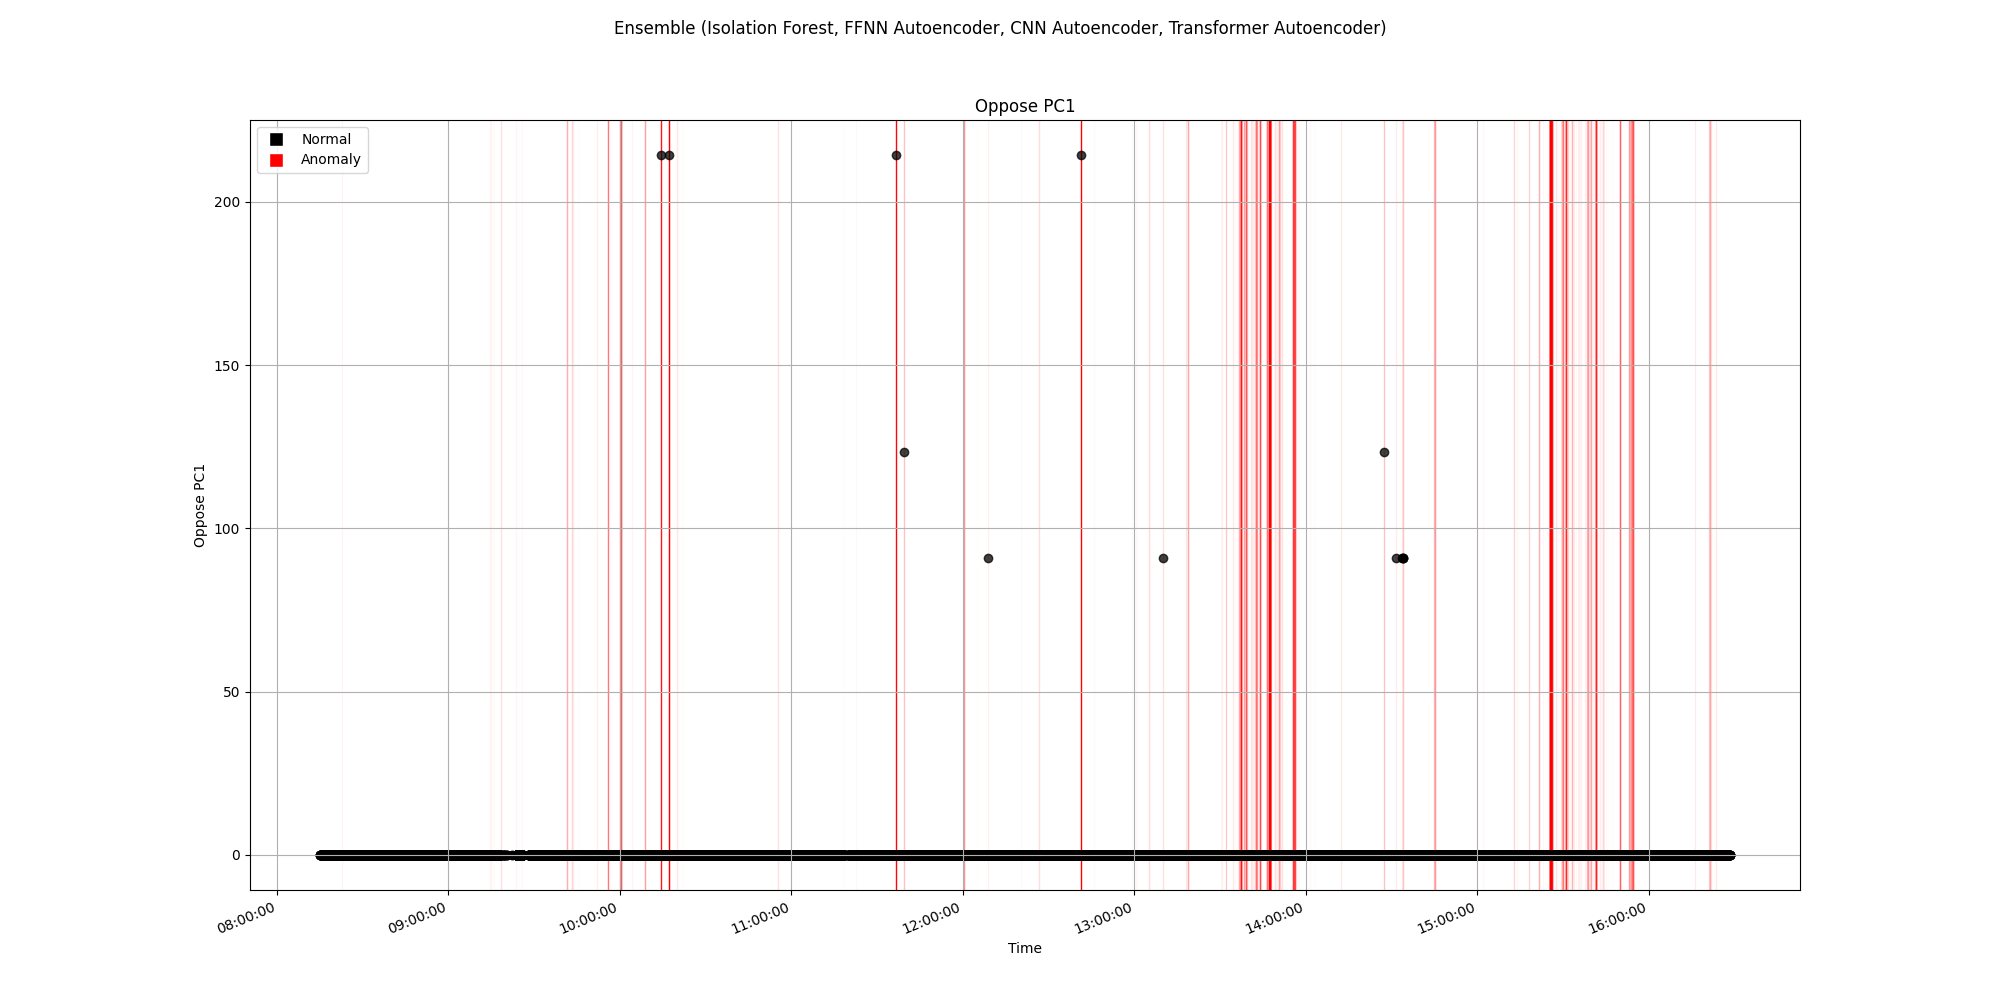 Ensemble (Isolation Forest, FFNN Autoencoder, CNN Autoencoder, Transformer Autoencoder)
Oppose PC1
Normal
Anomaly
200
150
100
50
0
Oppose PC1
08:00:00
09:00:00
10:00:00
11:00:00
12:00:00
13:00:00
14:00:00
15:00:00
16:00:00
Time